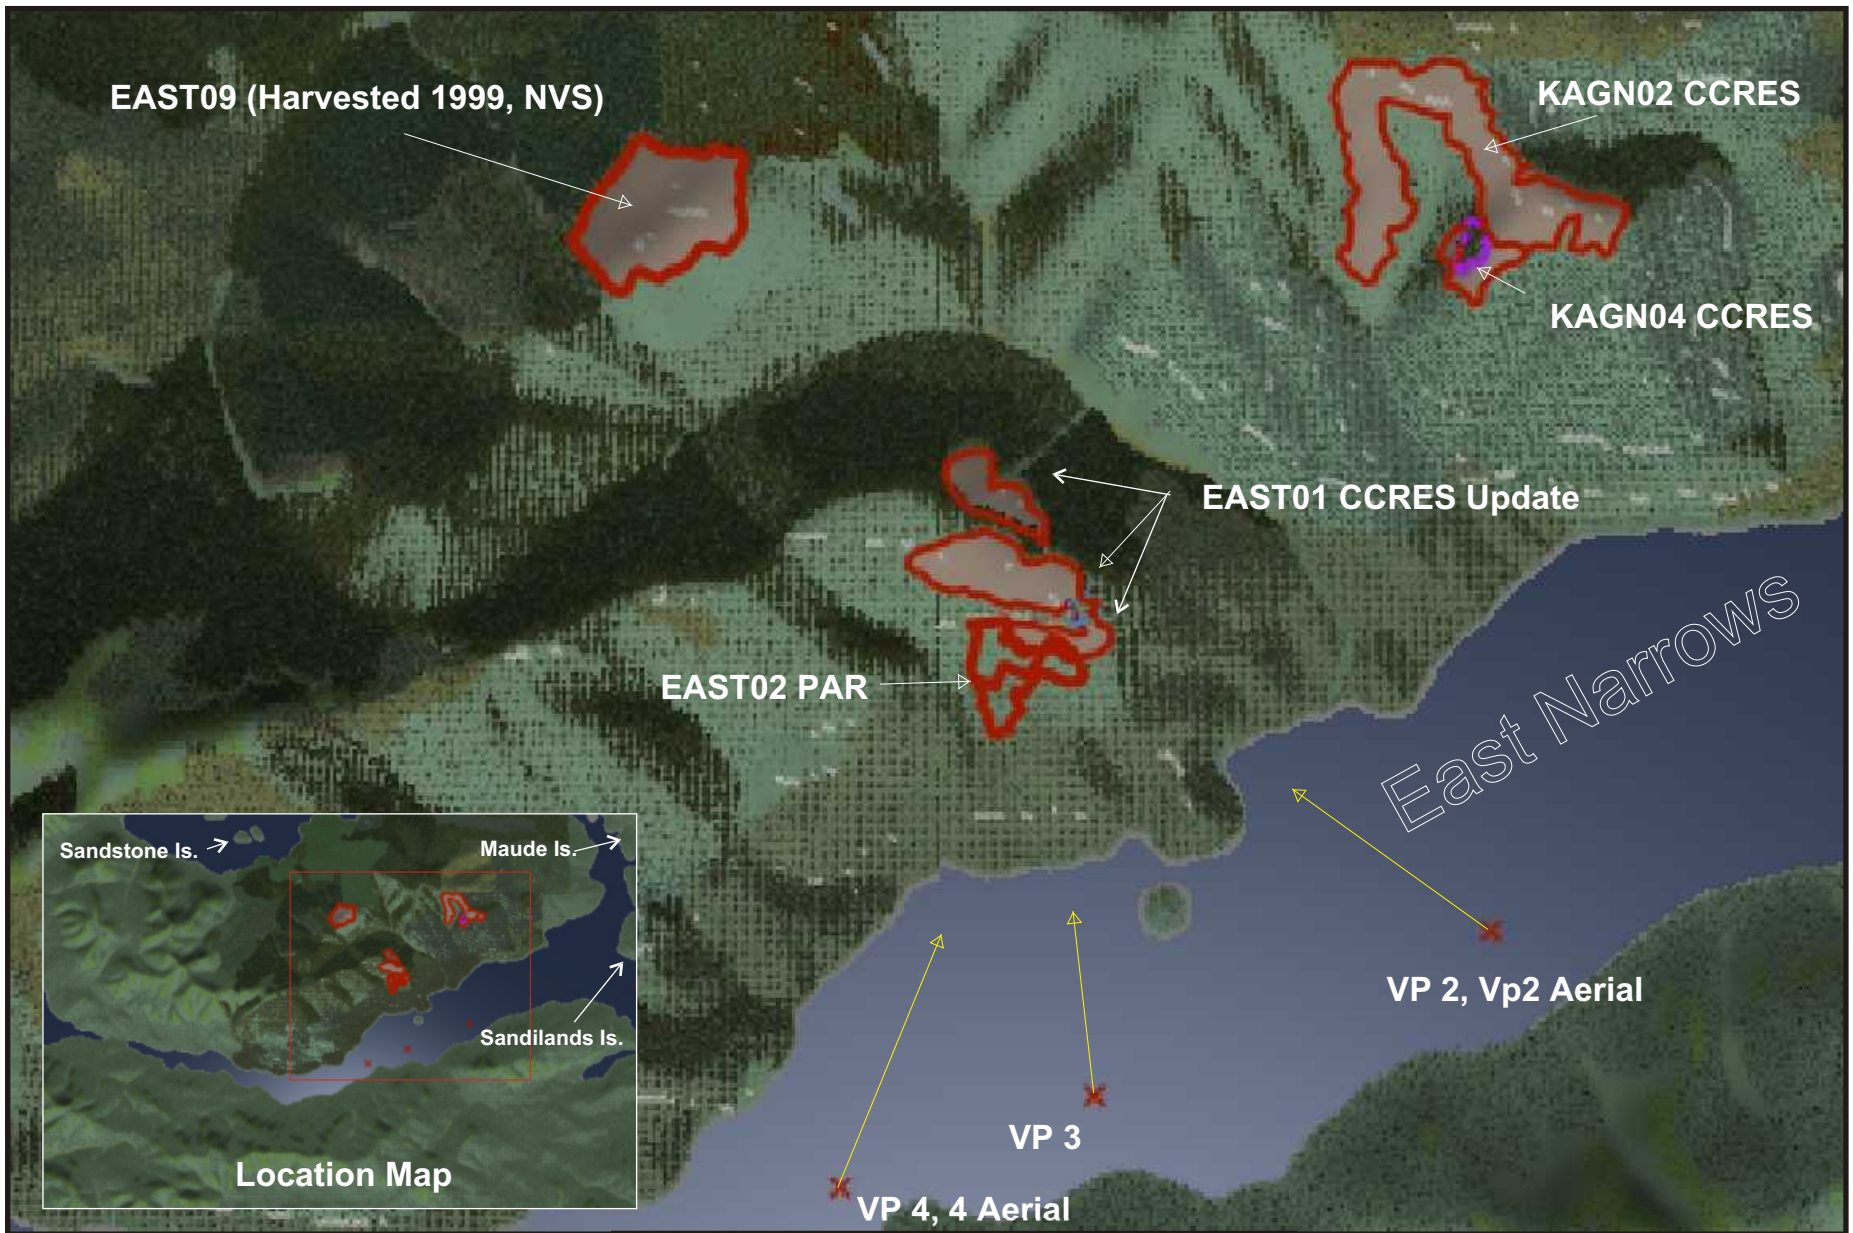 EAST09 (Harvested 1999, NVS)
KAGN02 CCRES
KAGN04 CCRES
EAST01 CCRES Update
EAST02 PAR
East Narrows
VP 2, Vp2 Aerial
VP 3
VP 4, 4 Aerial
Sandstone Is.
Maude Is.
Sandilands Is.
Location Map